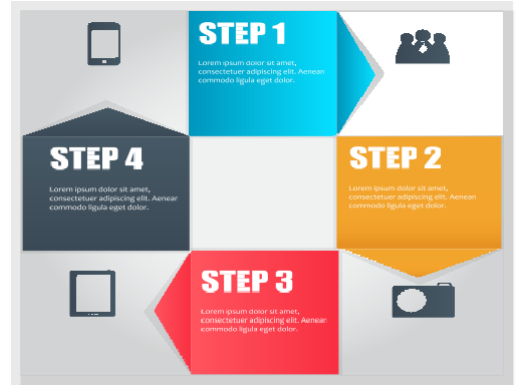 STEP 1
Lorem ipsum dolor sit amet,
consectetuer adipiscing elit. Aenean
commodo ligula eget dolor.
STEP 2
Lorem ipsum dolor sit amet,
consectetuer adipiscing elit. Aenean
commodo ligula eget dolor.
STEP 3
Lorem ipsum dolor sit amet,
consectetuer adipiscing elit. Aenean
commodo ligula eget dolor.
STEP 4
Lorem ipsum dolor sit amet,
consectetuer adipiscing elit. Aenean
commodo ligula eget dolor.